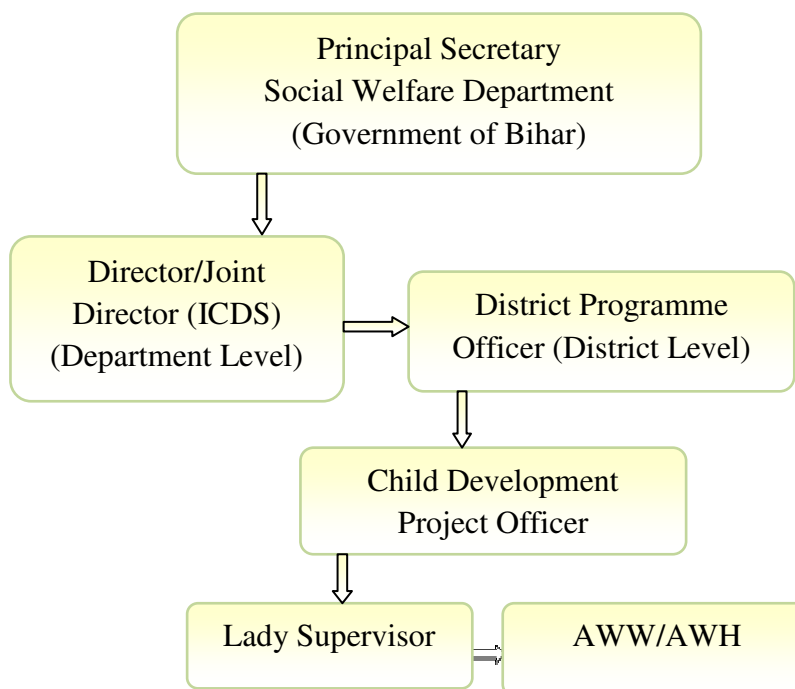 Principal Secretary
Social Welfare Department
(Government of Bihar)
Director/Joint
Director (ICDS)
(Department Level)
District Programme
Officer (District Level)
Child Development
Project Officer
Lady Supervisor
AWW/AWH